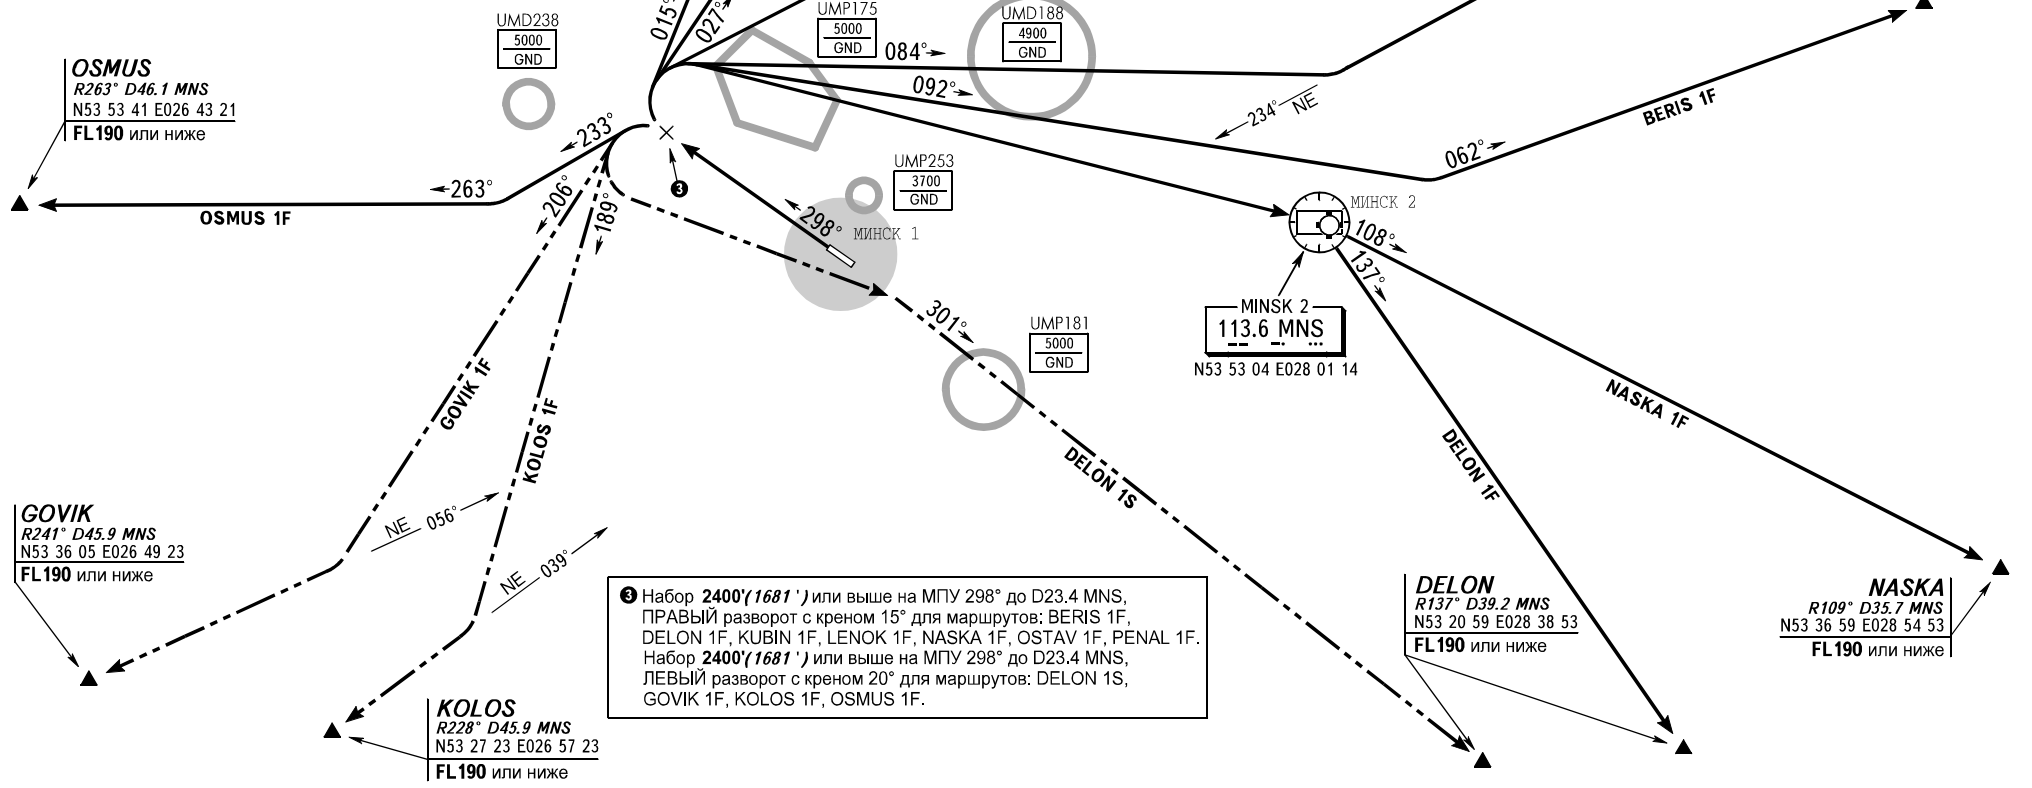 UMD238
5000
GND
015°
027°
UMP175
5000
GND
UMD188
4900
GND
084°
092°
234°
NE
BERIS 1F
062°
OSMUS
R263° D46.1 MNS
N53 53 41 E026 43 21
FL190 или ниже
233°
263°
OSMUS 1F
206°
189°
3
UMP253
3700
GND
298°
МИНСК 1
МИНСК 2
108°
137°
MINSK 2
113.6 MNS
N53 53 04 E028 01 14
301°
UMP181
5000
GND
GOVIK 1F
KOLOS 1F
DELON 1S
DELON 1F
NASKA 1F
GOVIK
R241° D45.9 MNS
N53 36 05 E026 49 23
FL190 или ниже
NE
056°
NE
039°
3 Набор 2400'(1681 ') или выше на МПУ 298° до D23.4 MNS,
ПРАВЫЙ разворот с креном 15° для маршрутов: BERIS 1F,
DELON 1F, KUBIN 1F, LENOK 1F, NASKA 1F, OSTAV 1F, PENAL 1F.
Набор 2400'(1681 ') или выше на МПУ 298° до D23.4 MNS,
ЛЕВЫЙ разворот с креном 20° для маршрутов: DELON 1S,
GOVIK 1F, KOLOS 1F, OSMUS 1F.
DELON
R137° D39.2 MNS
N53 20 59 E028 38 53
FL190 или ниже
NASKA
R109° D35.7 MNS
N53 36 59 E028 54 53
FL190 или ниже
KOLOS
R228° D45.9 MNS
N53 27 23 E026 57 23
FL190 или ниже